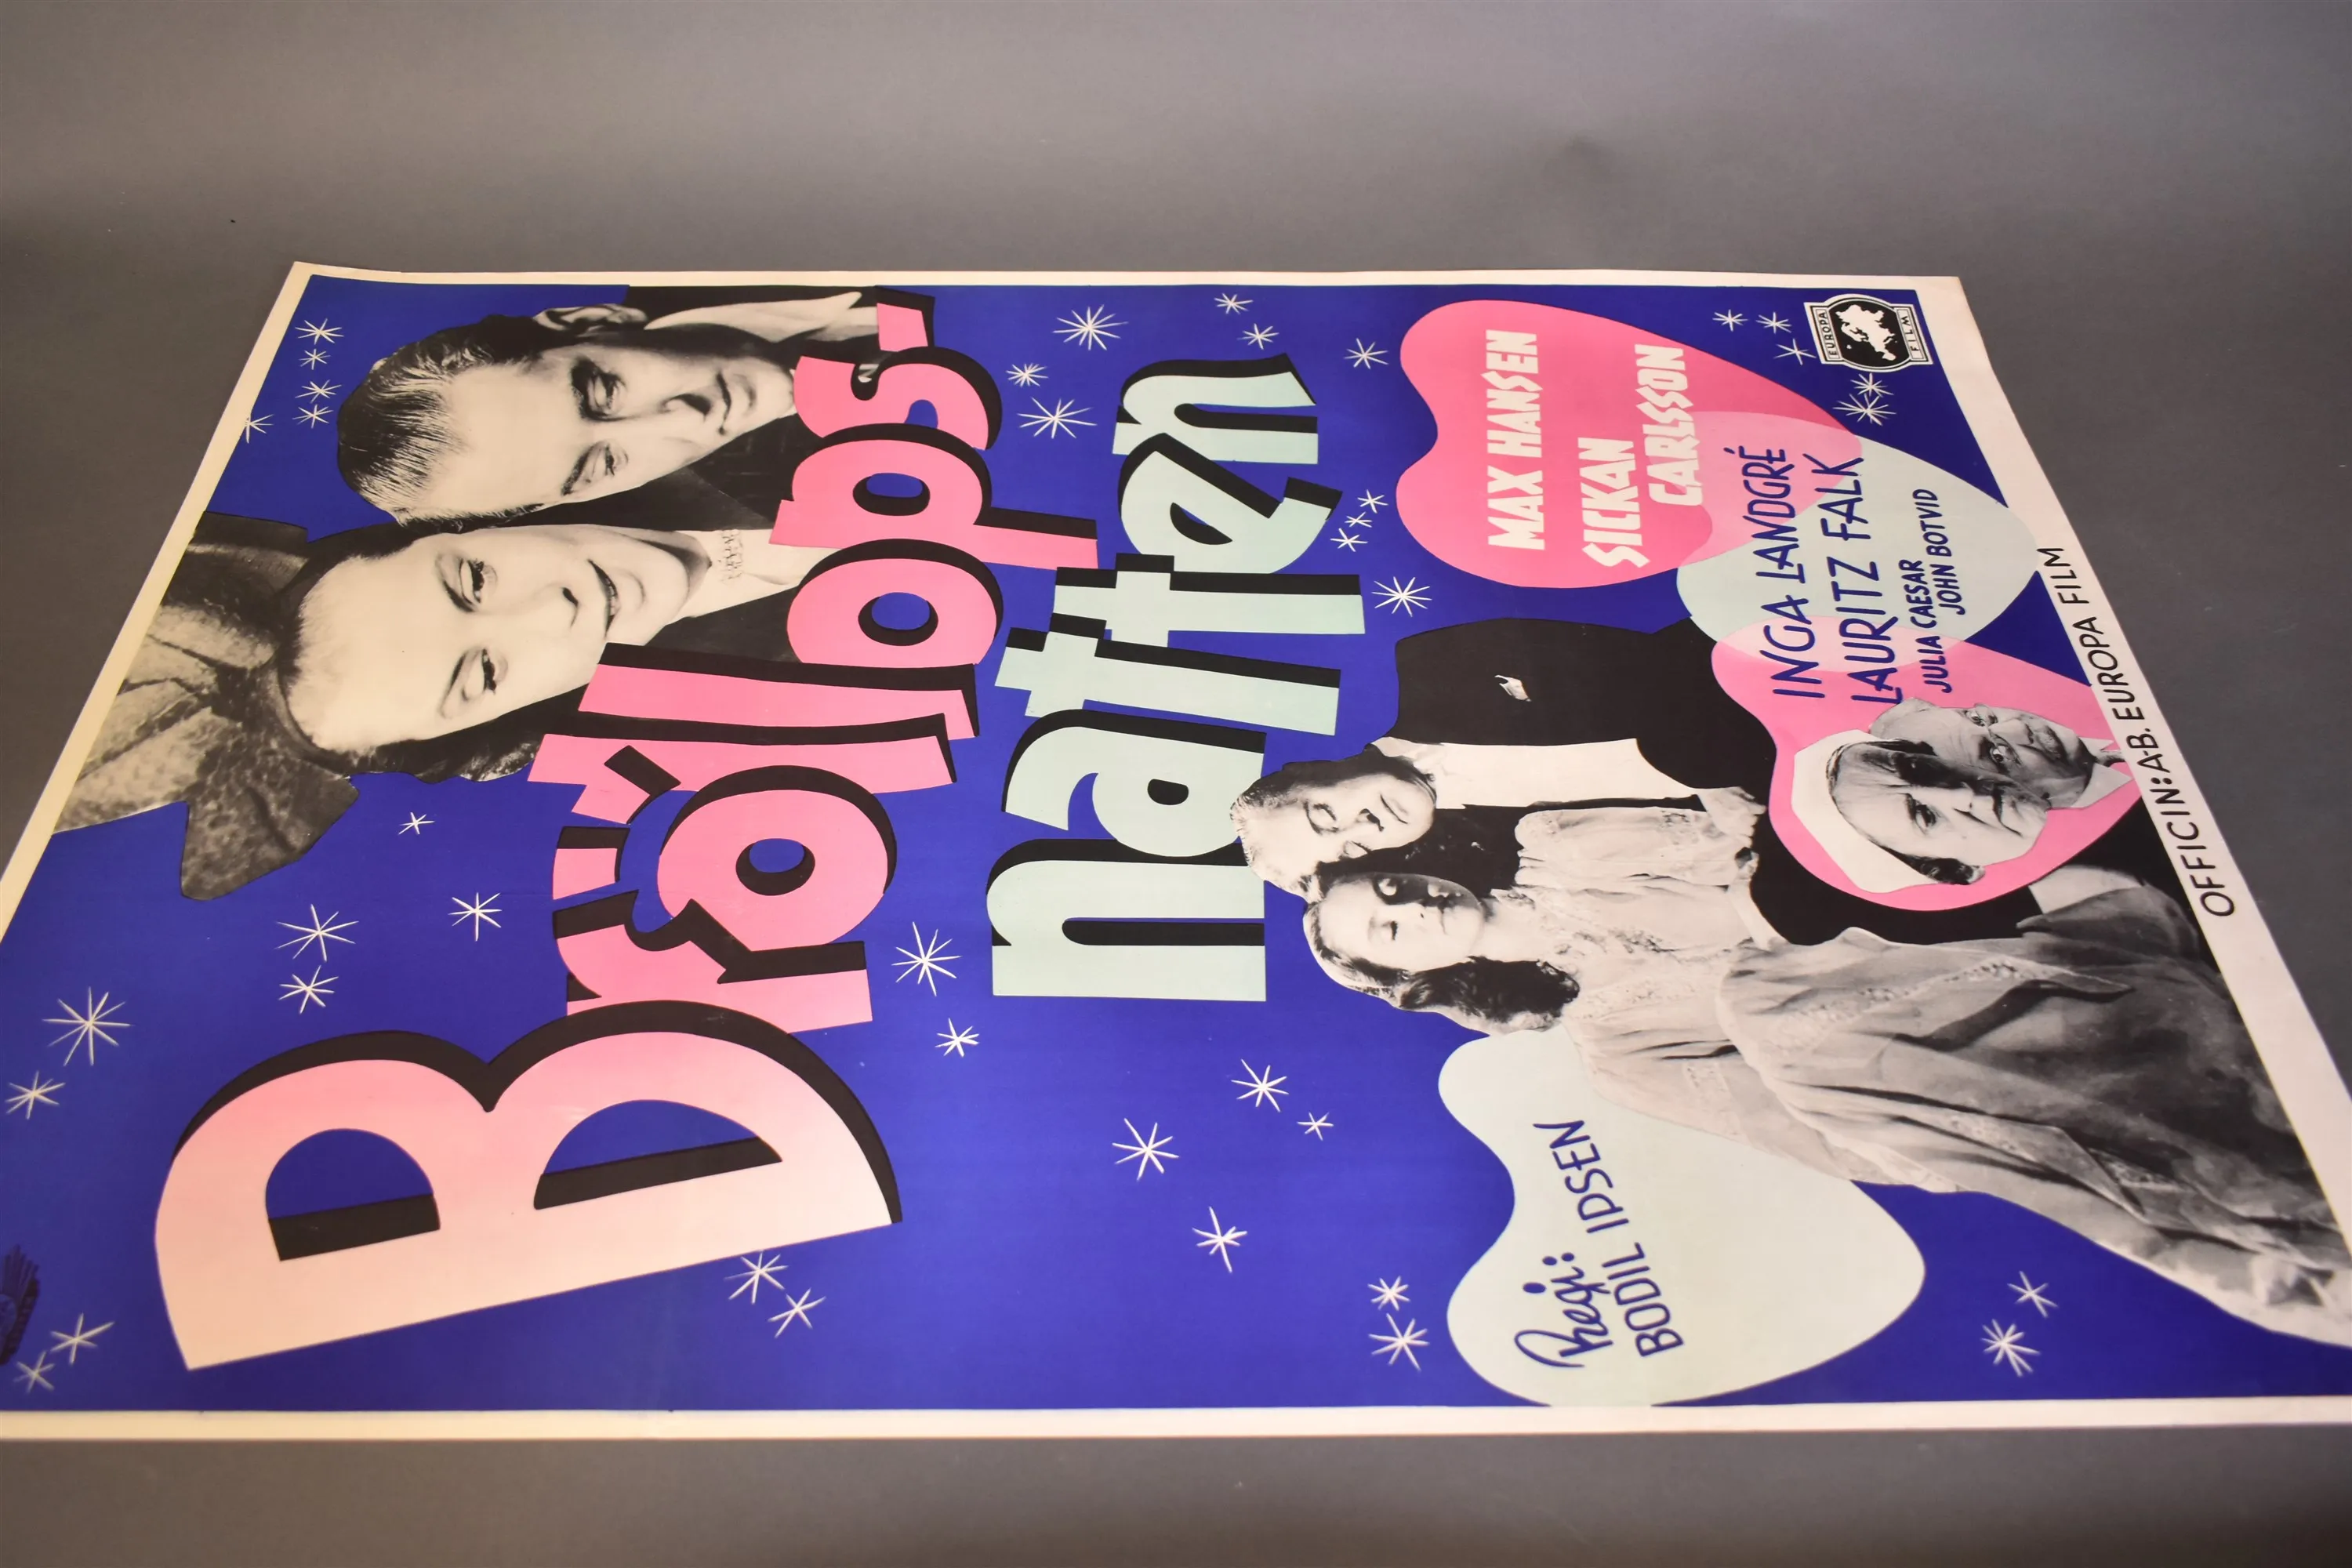 Bröllops-
natten
MAX HANSEN
SICKAN
CARLSSON
INGA LANDGRÉ
LAURITZ FALK
JULIA CAESAR
JOHN BOTVID
Regi:
BODIL IPSEN
EUROPA
FILM
OFFICIN: A-B. EUROPA FILM